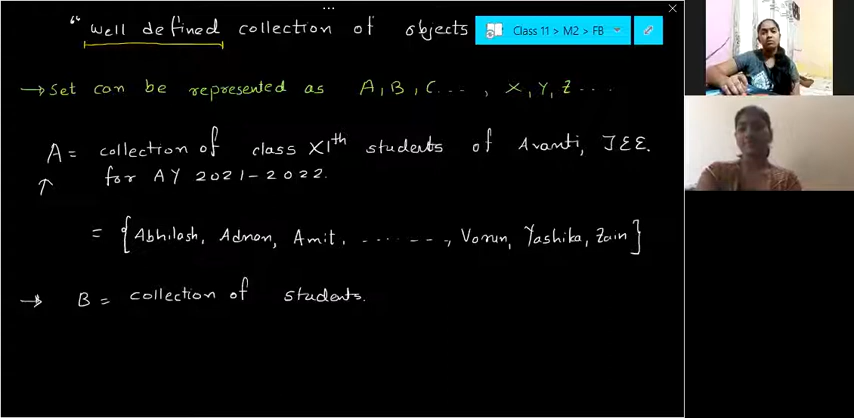 “ well defined collection of objects
Class 11 > M2 > FB
→ Set can be represented as A, B, C..., X, Y, Z ....
A = collection of class XIth students of Avanti, JEE.
↑ for AY 2021-2022.
= {Abhilash, Adnan, Amit, ........, Varun, Yashika, Zain}
→ B = collection of students.